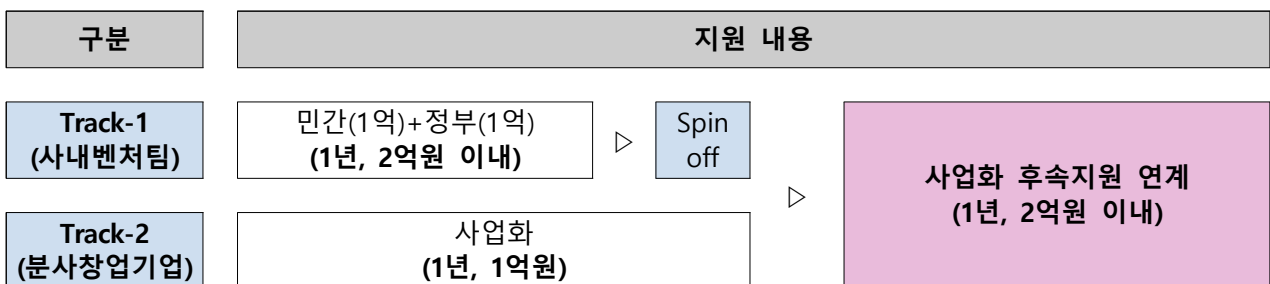 구분
지원 내용
Track-1
(사내벤처팀)
민간(1억)+정부(1억)
(1년, 2억원 이내)
▷
Spin
off
Track-2
(분사창업기업)
사업화
(1년, 1억원)
▷
사업화 후속지원 연계
(1년, 2억원 이내)